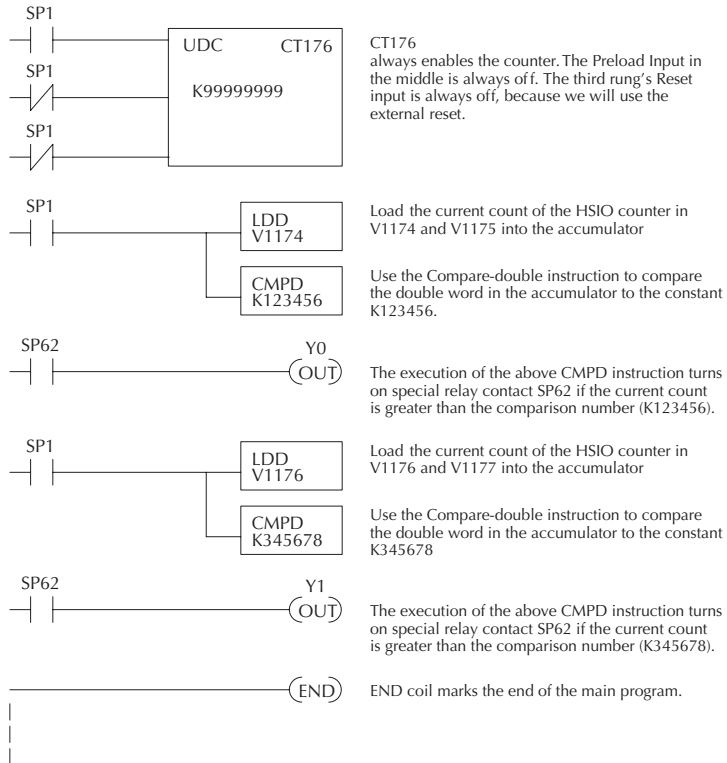 SP1
UDC CT176
SP1
K99999999
SP1
CT176
always enables the counter. The Preload Input in
the middle is always off. The third rung's Reset
input is always off, because we will use the
external reset.
SP1
LDD
V1174
Load the current count of the HSIO counter in
V1174 and V1175 into the accumulator
CMPD
K123456
Use the Compare-double instruction to compare
the double word in the accumulator to the constant
K123456.
SP62
Y0
OUT
The execution of the above CMPD instruction turns
on special relay contact SP62 if the current count
is greater than the comparison number (K123456).
SP1
LDD
V1176
Load the current count of the HSIO counter in
V1176 and V1177 into the accumulator
CMPD
K345678
Use the Compare-double instruction to compare
the double word in the accumulator to the constant
K345678
SP62
Y1
OUT
The execution of the above CMPD instruction turns
on special relay contact SP62 if the current count
is greater than the comparison number (K345678).
END
END coil marks the end of the main program.